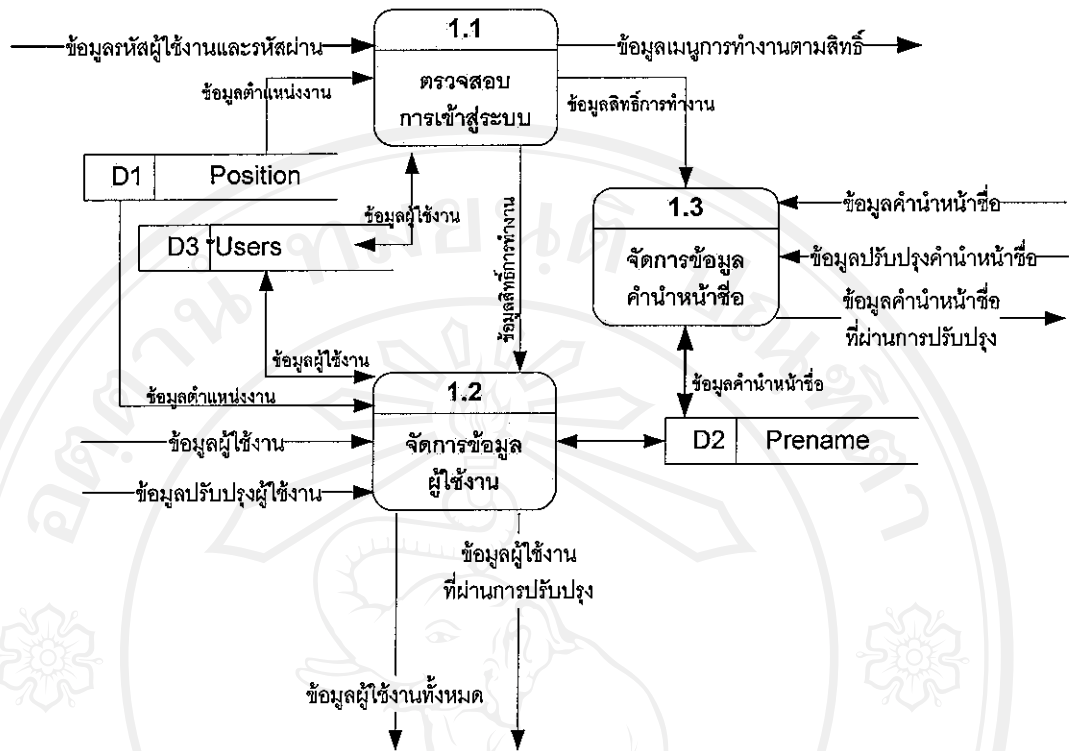 1.1
ข้อมูลรหัสผู้ใช้งานและรหัสผ่าน
ข้อมูลเมนูการทำงานตามสิทธิ์
ตรวจสอบ
การเข้าสู่ระบบ
ข้อมูลตำแหน่งงาน
ข้อมูลสิทธิ์การทำงาน
D1 Position
1.3
ข้อมูลคำนำหน้าชื่อ
ข้อมูลผู้ใช้งาน
D3 Users
จัดการข้อมูล
คำนำหน้าชื่อ
ข้อมูลปรับปรุงคำนำหน้าชื่อ
ข้อมูลสิทธิ์การทำงาน
ข้อมูลคำนำหน้าชื่อ
ที่ผ่านการปรับปรุง
ข้อมูลผู้ใช้งาน
1.2
ข้อมูลคำนำหน้าชื่อ
ข้อมูลตำแหน่งงาน
ข้อมูลผู้ใช้งาน
จัดการข้อมูล
ผู้ใช้งาน
D2 Prename
ข้อมูลปรับปรุงผู้ใช้งาน
ข้อมูลผู้ใช้งาน
ที่ผ่านการปรับปรุง
ข้อมูลผู้ใช้งานทั้งหมด